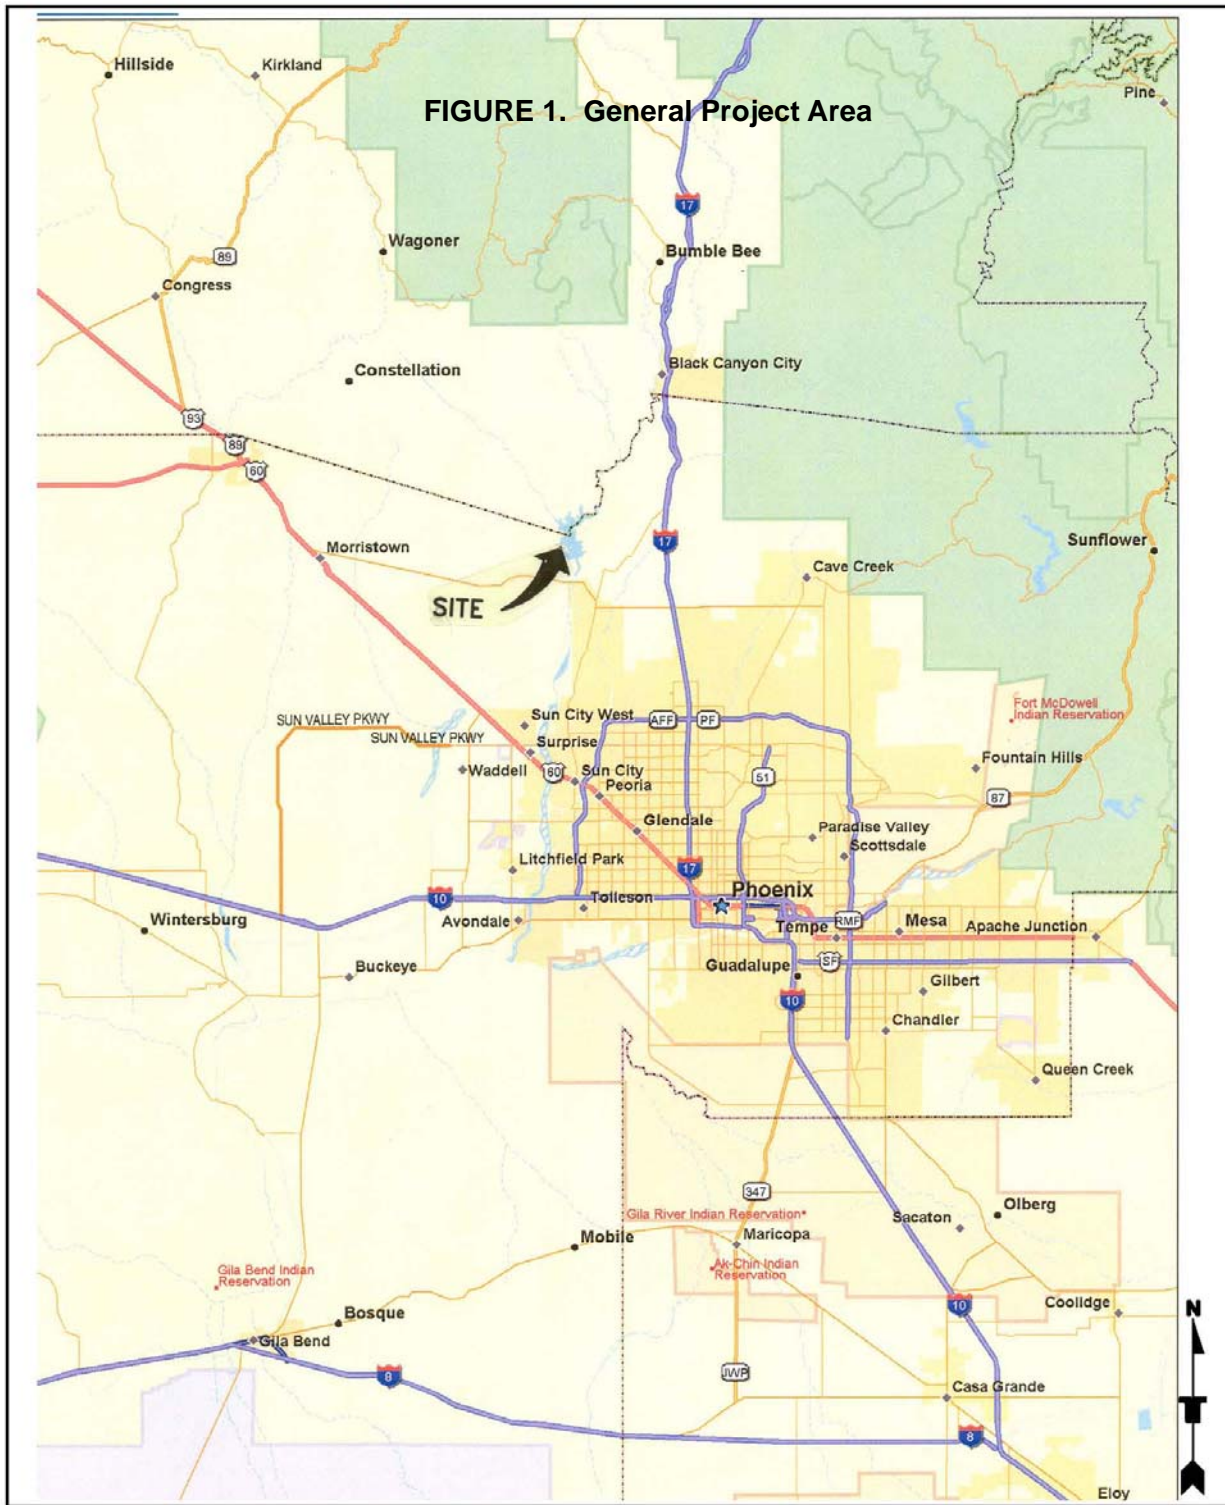 Hillside
Kirkland
Pine
FIGURE 1. General Project Area
17
Wagoner
Bumble Bee
89
Congress
Black Canyon City
Constellation
93
89
60
Morristown
17
Sunflower
Cave Creek
SITE
Fort McDowell
Indian Reservation
SUN VALLEY PKWY
SUN VALLEY PKWY
Sun City West
AFF
PF
Surprise
Waddell
60
Sun City
Peoria
51
Fountain Hills
87
Glendale
Paradise Valley
Scottsdale
Litchfield Park
17
Phoenix
10
Tolleson
Wintersburg
Avondale
RMF
Tempe
Mesa
Apache Junction
Buckeye
Guadalupe
SF
Gilbert
10
Chandler
Queen Creek
347
Gila River Indian Reservation
Sacaton
Olberg
Mobile
Maricopa
Gila Bend Indian
Reservation
Ak-Chin Indian
Reservation
10
Coolidge
N
Bosque
Gila Bend
8
JWP
Casa Grande
8
Eloy